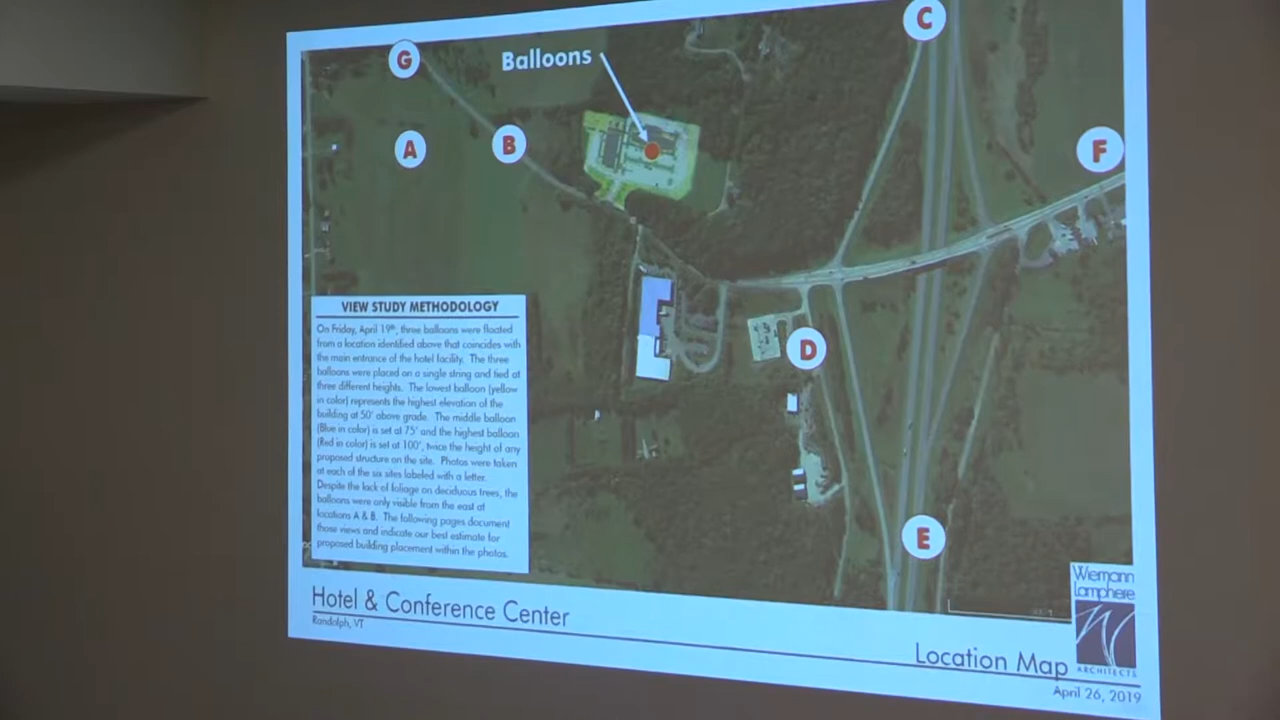 C
G
Balloons
A
B
F
VIEW STUDY METHODOLOGY
On Friday, April 19th, three balloons were floated
from a location identified above that coincides with
the main entrance of the hotel facility. The three
balloons were placed on a single string and tied at
three different heights. The lowest balloon (yellow
in color) represents the highest elevation of the
building at 50' above grade. The middle balloon
(Blue in color) is set at 75' and the highest balloon
(Red in color) is set at 100', twice the height of any
proposed structure on the site. Photos were taken
at each of the six sites labeled with a letter.
Despite the lack of foliage on deciduous trees, the
balloons were only visible from the east at
locations A & B. The following pages document
those views and indicate our best estimate for
proposed building placement within the photos.
D
E
Hotel & Conference Center
Randolph, VT
Wiemann
Lamphere
ARCHITECTS
Location Map
April 26, 2019